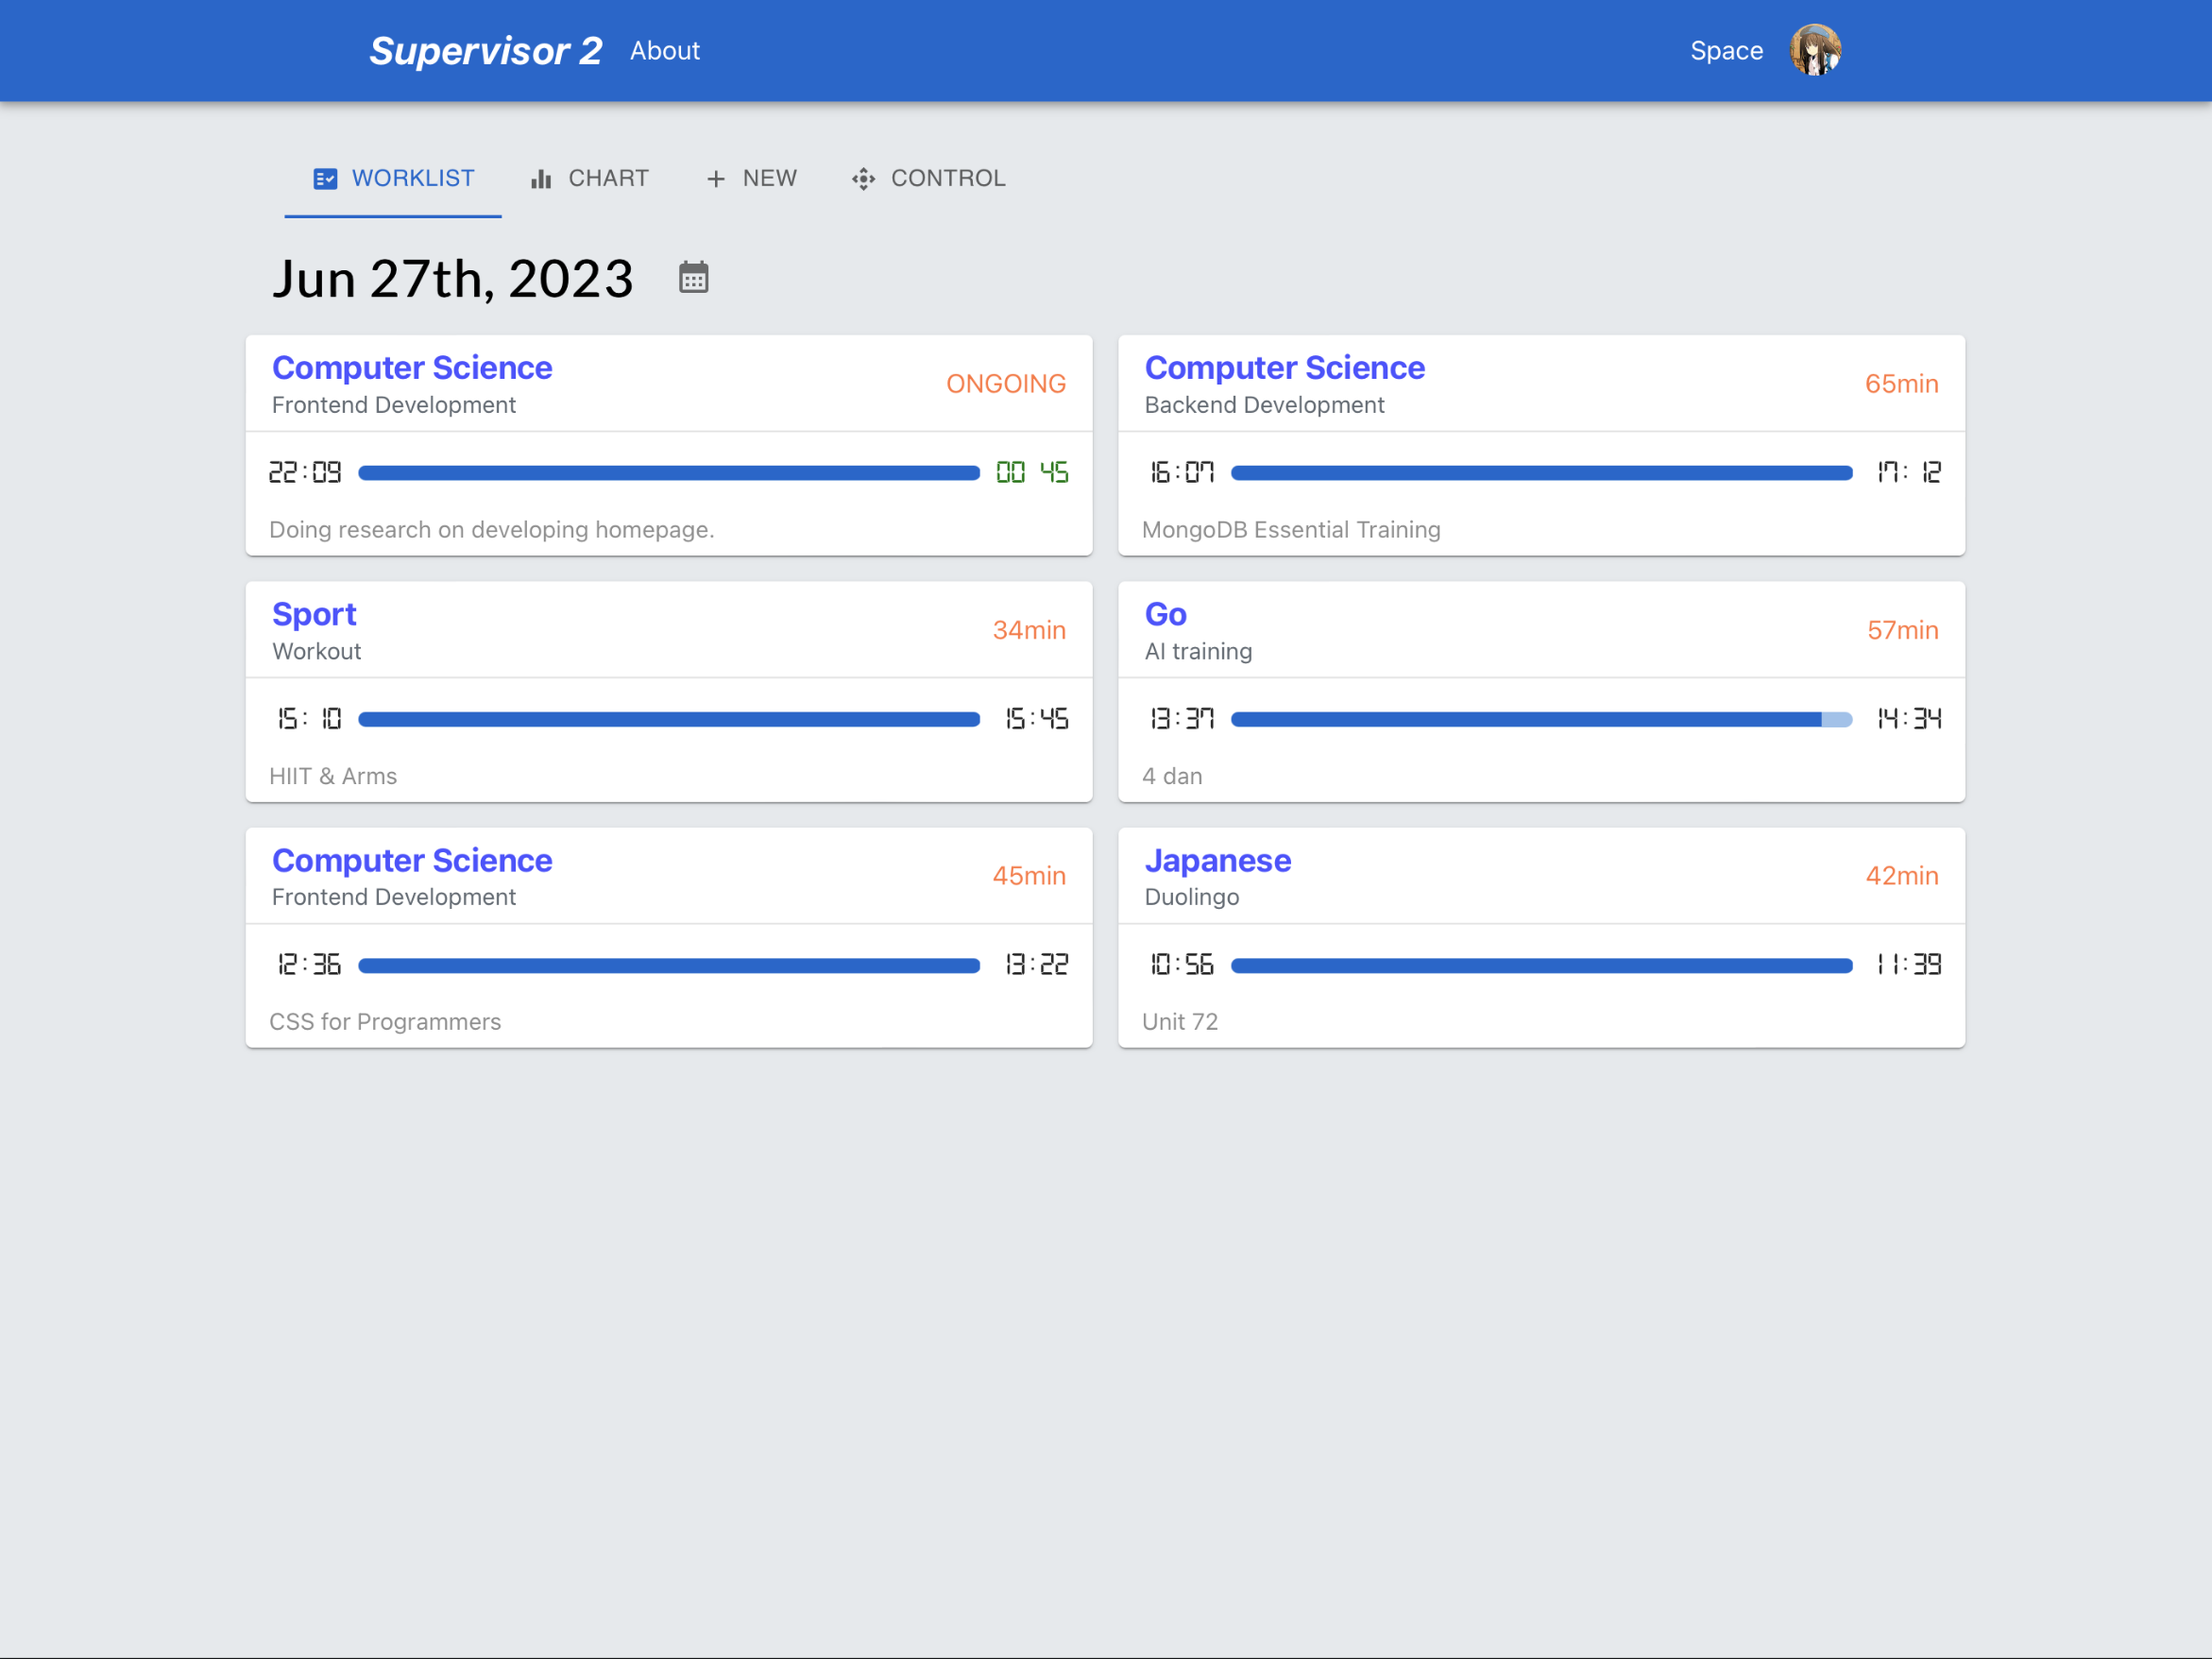 Supervisor 2 About Space
WORKLIST CHART NEW CONTROL
Jun 27th, 2023
Computer Science
Frontend Development
ONGOING
22:09 00 45
Doing research on developing homepage.
Computer Science
Backend Development
65min
16:07 17:12
MongoDB Essential Training
Sport
Workout
34min
15:10 15:45
HIIT & Arms
Go
AI training
57min
13:37 14:34
4 dan
Computer Science
Frontend Development
45min
12:36 13:22
CSS for Programmers
Japanese
Duolingo
42min
10:56 11:39
Unit 72